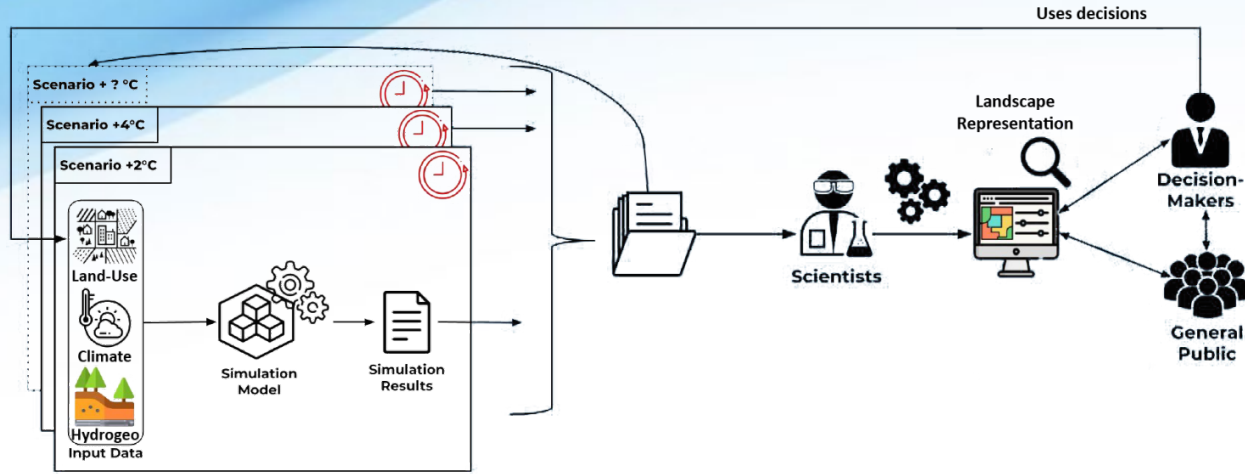 Uses decisions
Scenario + ? °C
Scenario +4°C
Scenario +2°C
Landscape
Representation
Decision-
Makers
Land-Use
Scientists
Climate
General
Public
Simulation
Model
Simulation
Results
Hydrogeo
Input Data